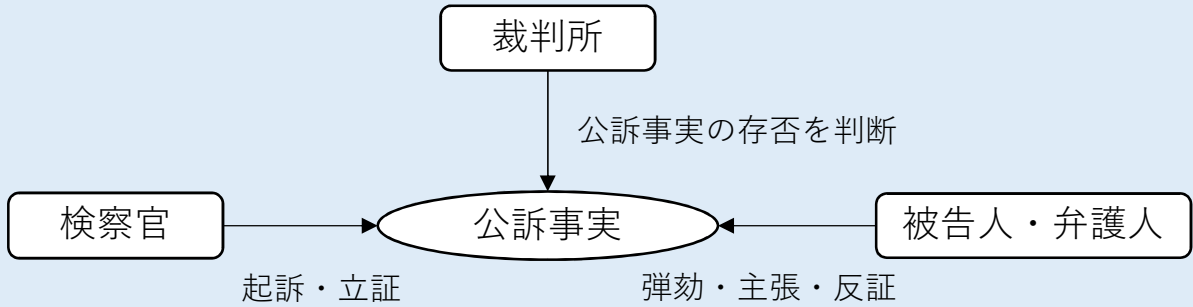 裁判所
公訴事実の存否を判断
検察官
公訴事実
被告人・弁護人
起訴・立証
弾劾・主張・反証